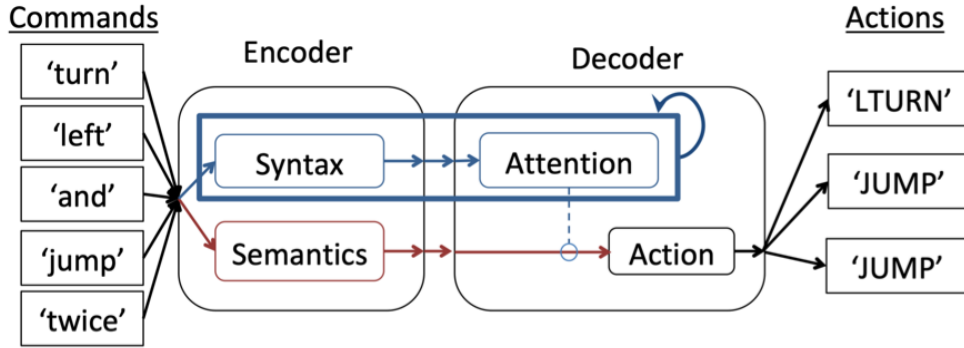 Commands
Actions
Encoder
Decoder
‘turn’
‘left’
‘and’
‘jump’
‘twice’
Syntax
Attention
Semantics
Action
‘LTURN’
‘JUMP’
‘JUMP’